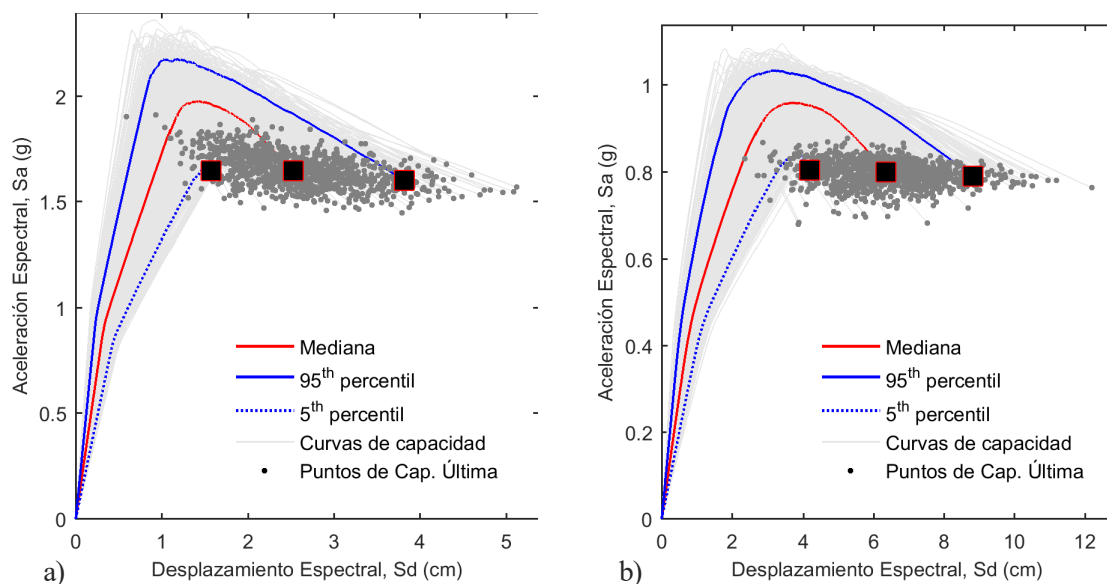 Aceleración Espectral, Sa (g)
2
1.5
1
0.5
0
Mediana
95th percentil
5th percentil
Curvas de capacidad
Puntos de Cap. Última
0 1 2 3 4 5
Desplazamiento Espectral, Sd (cm)
a)
Aceleración Espectral, Sa (g)
1
0.8
0.6
0.4
0.2
0
Mediana
95th percentil
5th percentil
Curvas de capacidad
Puntos de Cap. Última
0 2 4 6 8 10 12
Desplazamiento Espectral, Sd (cm)
b)